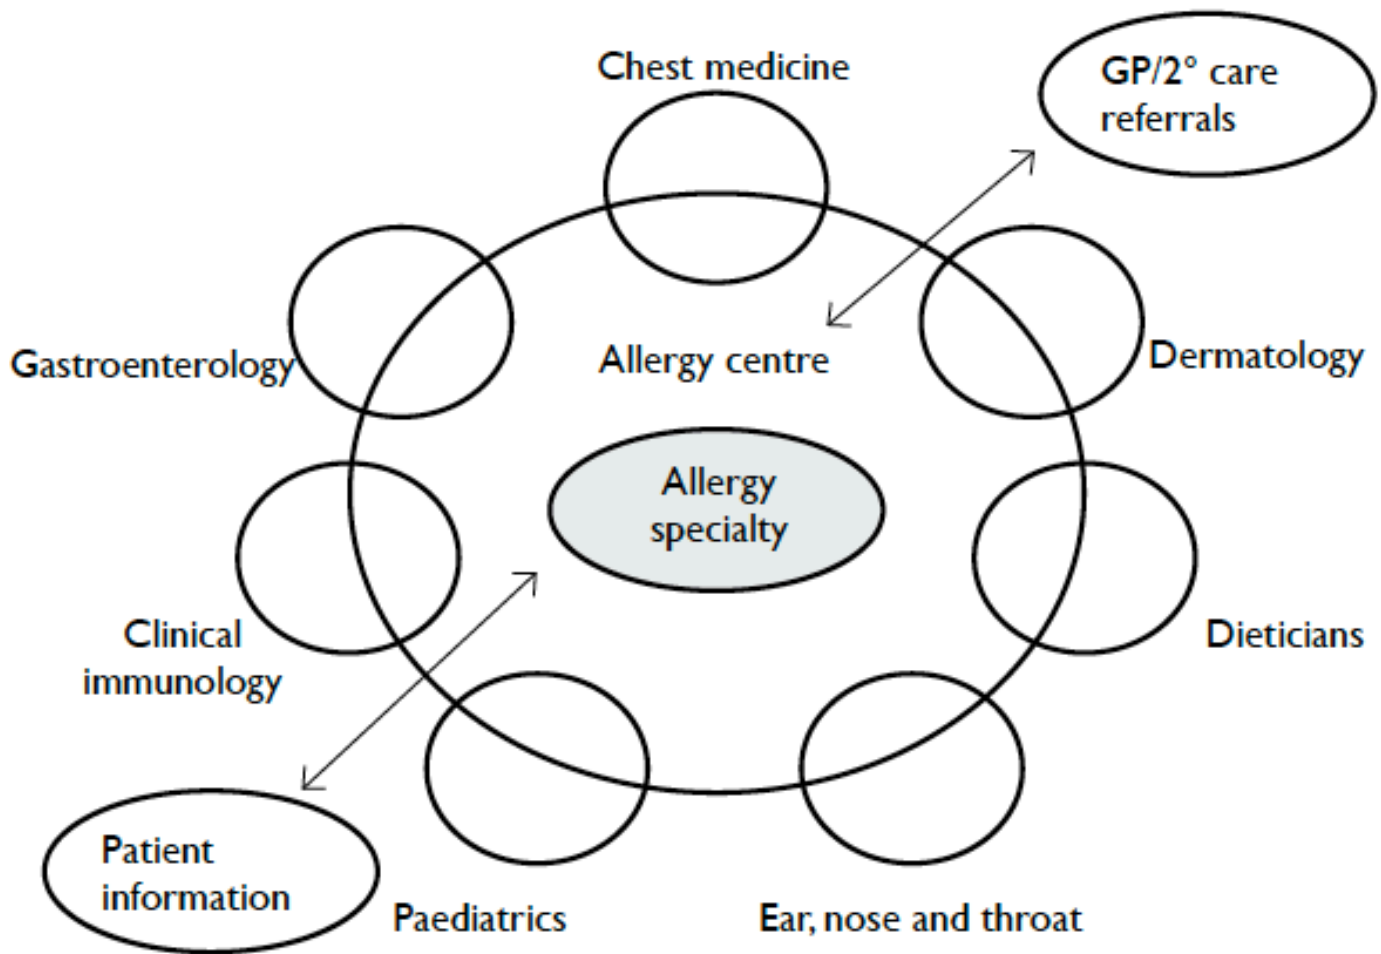 Chest medicine
GP/2° care
referrals
Gastroenterology
Allergy centre
Dermatology
Allergy
specialty
Clinical
immunology
Dieticians
Patient
information
Paediatrics
Ear, nose and throat